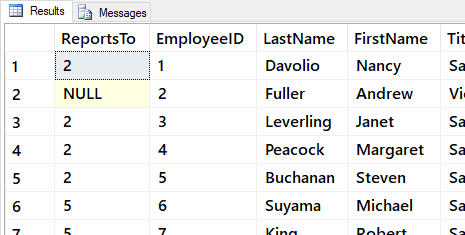 Results Messages
ReportsTo EmployeeID LastName FirstName Tit
1 2 1 Davolio Nancy Sa
2 NULL 2 Fuller Andrew Vic
3 2 3 Leverling Janet Sa
4 2 4 Peacock Margaret Sa
5 2 5 Buchanan Steven Sa
6 5 6 Suyama Michael Sa
7 5 7 King Robert Sa